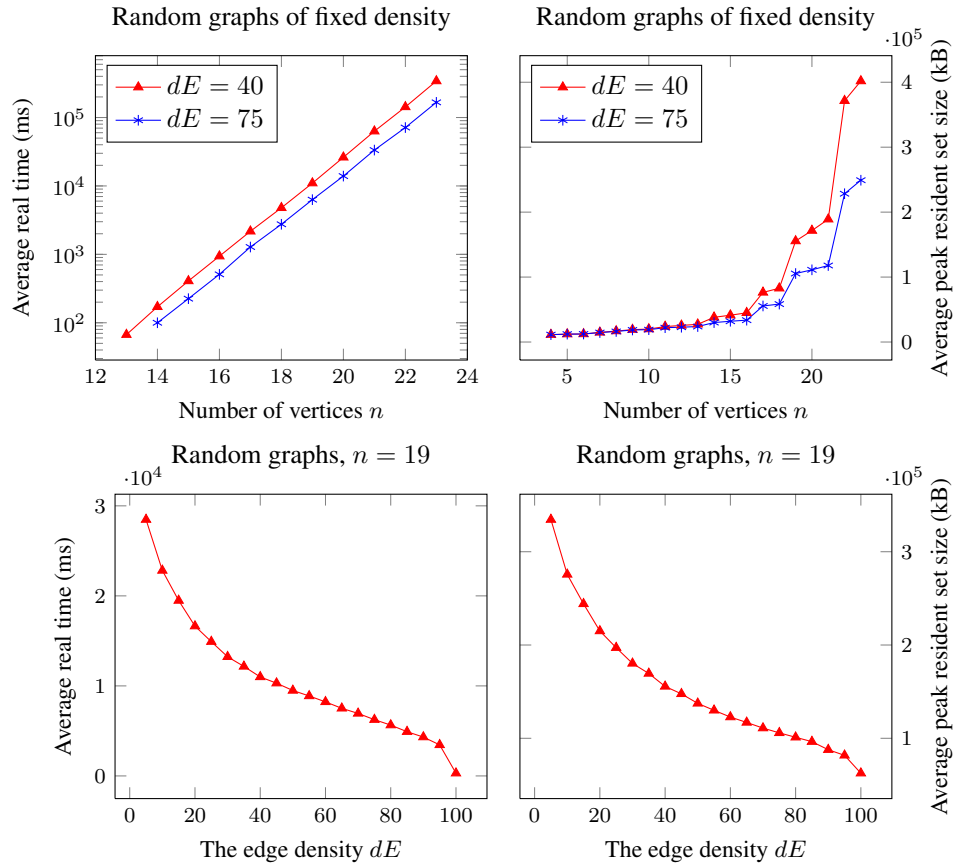 Random graphs of fixed density
dE = 40
dE = 75
10^5
10^4
10^3
10^2
12 14 16 18 20 22 24
Number of vertices n
Average real time (ms)
Random graphs of fixed density
·10^5
dE = 40
dE = 75
4
3
2
1
0
5 10 15 20
Number of vertices n
Average peak resident set size (kB)
Random graphs, n = 19
·10^4
3
2
1
0
0 20 40 60 80 100
The edge density dE
Average real time (ms)
Random graphs, n = 19
·10^5
3
2
1
0 20 40 60 80 100
The edge density dE
Average peak resident set size (kB)